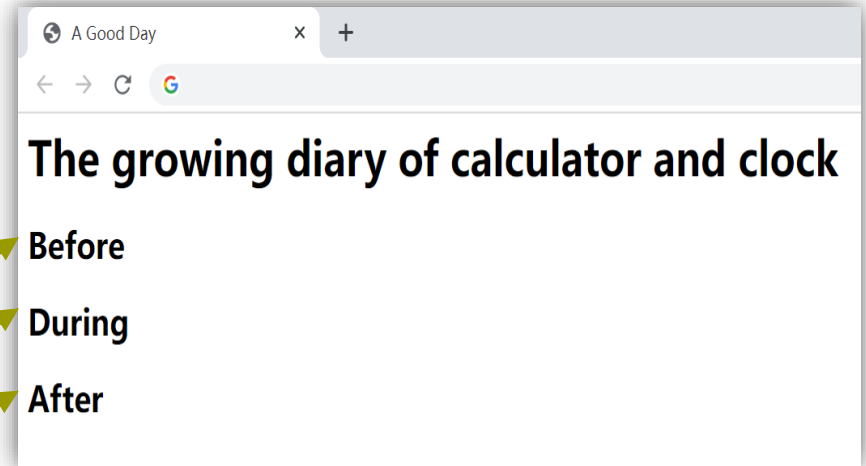 A Good Day
The growing diary of calculator and clock
Before
During
After